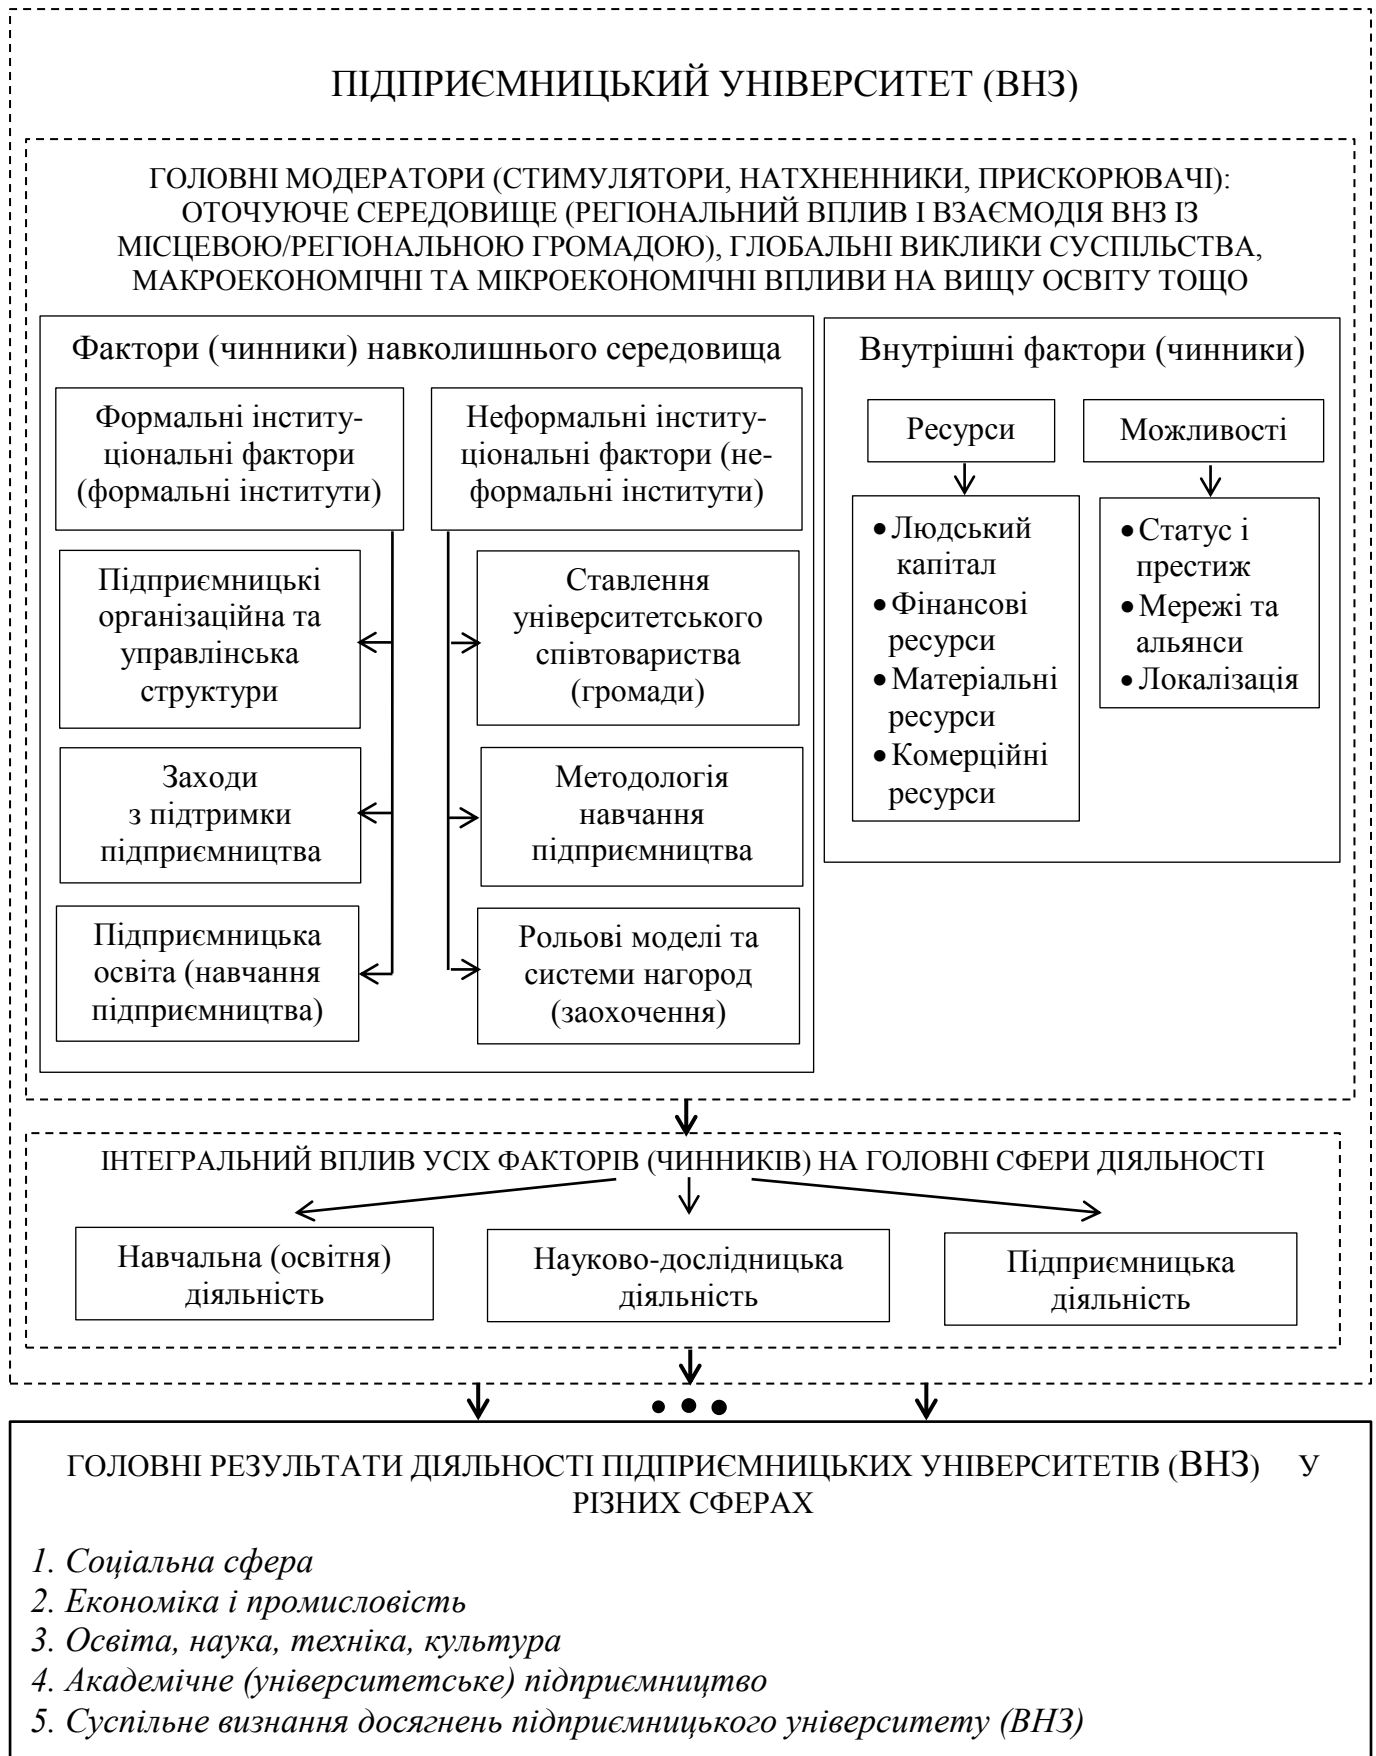 ПІДПРИЄМНИЦЬКИЙ УНІВЕРСИТЕТ (ВНЗ)
ГОЛОВНІ МОДЕРАТОРИ (СТИМУЛЯТОРИ, НАТХНЕННИКИ, ПРИСКОРЮВАЧІ):
ОТОЧУЮЧЕ СЕРЕДОВИЩЕ (РЕГІОНАЛЬНИЙ ВПЛИВ І ВЗАЄМОДІЯ ВНЗ ІЗ
МІСЦЕВОЮ/РЕГІОНАЛЬНОЮ ГРОМАДОЮ), ГЛОБАЛЬНІ ВИКЛИКИ СУСПІЛЬСТВА,
МАКРОЕКОНОМІЧНІ ТА МІКРОЕКОНОМІЧНІ ВПЛИВИ НА ВИЩУ ОСВІТУ ТОЩО
Фактори (чинники) навколишнього середовища
Формальні інститу-
ціональні фактори
(формальні інститути)
Підприємницькі
організаційна та
управлінська
структури
Заходи
з підтримки
підприємництва
Підприємницька
освіта (навчання
підприємництва)
Неформальні інститу-
ціональні фактори (не-
формальні інститути)
Ставлення
університетського
співтовариства
(громади)
Методологія
навчання
підприємництва
Рольові моделі та
системи нагород
(заохочення)
Внутрішні фактори (чинники)
Ресурси
• Людський
капітал
• Фінансові
ресурси
• Матеріальні
ресурси
• Комерційні
ресурси
Можливості
• Статус і
престиж
• Мережі та
альянси
• Локалізація
ІНТЕГРАЛЬНИЙ ВПЛИВ УСІХ ФАКТОРІВ (ЧИННИКІВ) НА ГОЛОВНІ СФЕРИ ДІЯЛЬНОСТІ
Навчальна (освітня)
діяльність
Науково-дослідницька
діяльність
Підприємницька
діяльність
ГОЛОВНІ РЕЗУЛЬТАТИ ДІЯЛЬНОСТІ ПІДПРИЄМНИЦЬКИХ УНІВЕРСИТЕТІВ (ВНЗ) У
РІЗНИХ СФЕРАХ
1. Соціальна сфера
2. Економіка і промисловість
3. Освіта, наука, техніка, культура
4. Академічне (університетське) підприємництво
5. Суспільне визнання досягнень підприємницького університету (ВНЗ)